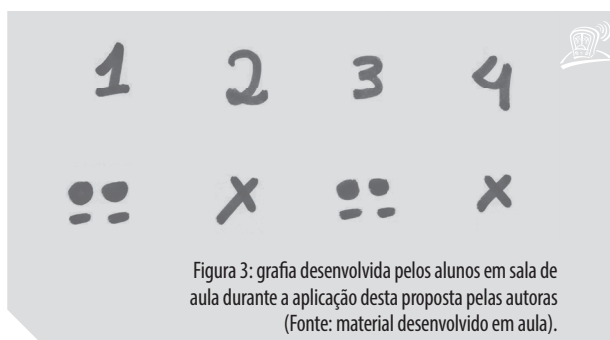 1 2 3 4
X X
Figura 3: grafia desenvolvida pelos alunos em sala de
aula durante a aplicação desta proposta pelas autoras
(Fonte: material desenvolvido em aula).